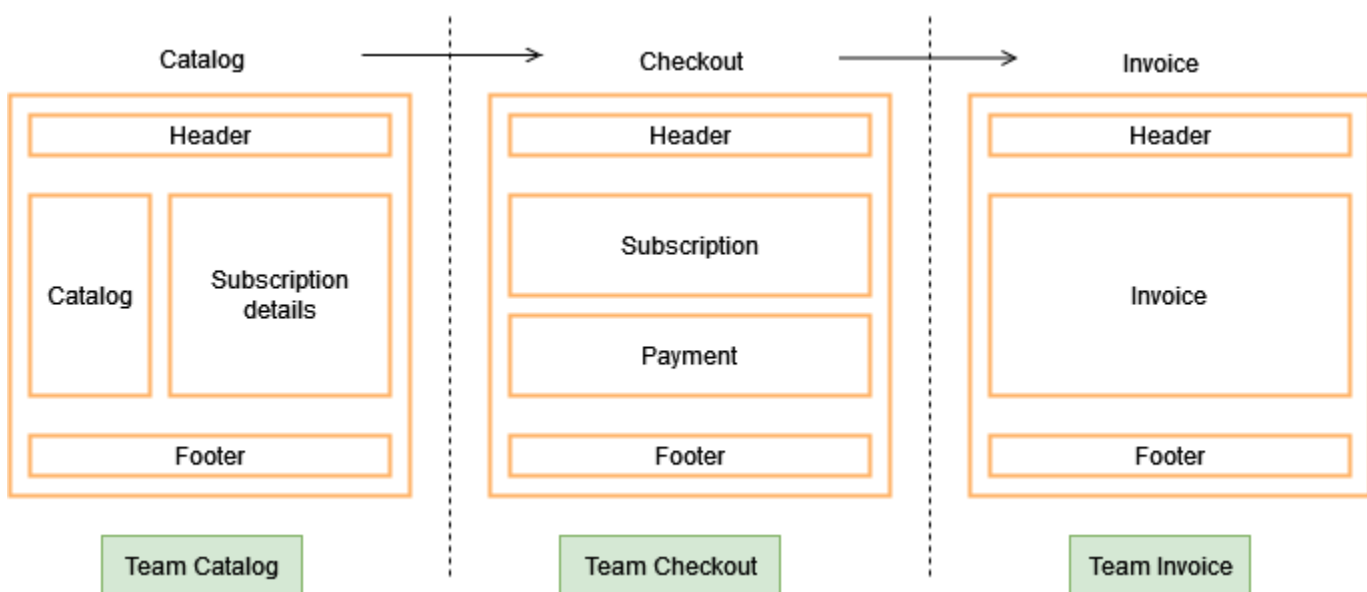 Catalog
Checkout
Invoice
Header
Header
Header
Catalog
Subscription
details
Subscription
Payment
Invoice
Footer
Footer
Footer
Team Catalog
Team Checkout
Team Invoice